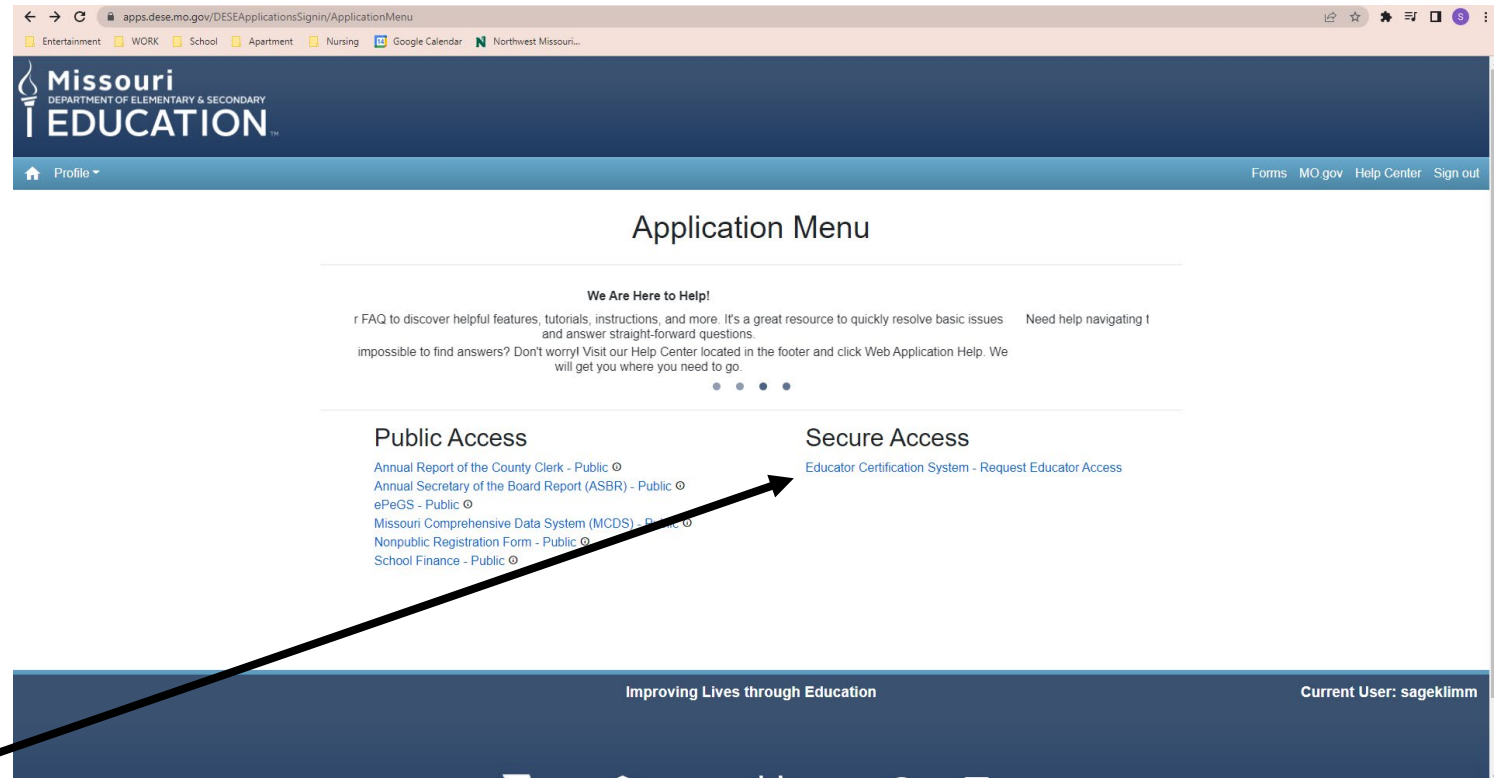 apps.dese.mo.gov/DESEApplicationsSignin/ApplicationMenu
S
Entertainment WORK School Apartment Nursing 14 Google Calendar N Northwest Missouri...
Missouri
DEPARTMENT OF ELEMENTARY & SECONDARY
EDUCATION™
Profile Forms MO.gov Help Center Sign out
Application Menu
We Are Here to Help!
r FAQ to discover helpful features, tutorials, instructions, and more. It's a great resource to quickly resolve basic issues Need help navigating t
and answer straight-forward questions.
impossible to find answers? Don't worry! Visit our Help Center located in the footer and click Web Application Help. We
will get you where you need to go.
Public Access
Annual Report of the County Clerk - Public
Annual Secretary of the Board Report (ASBR) - Public
ePeGS - Public
Missouri Comprehensive Data System (MCDS) - Public
Nonpublic Registration Form - Public
School Finance - Public
Secure Access
Educator Certification System - Request Educator Access
Improving Lives through Education
Current User: sageklimm